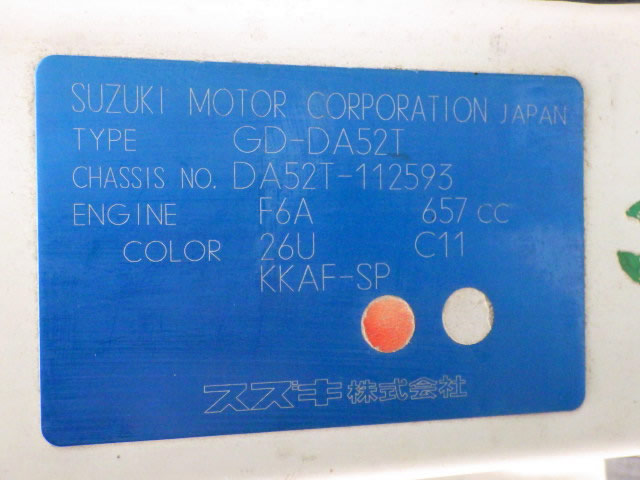 SUZUKI MOTOR CORPORATION JAPAN
TYPE GD-DA52T
CHASSIS NO. DA52T-112593
ENGINE F6A 657 CC
COLOR 26U C11
KKAF-SP
スズキ株式会社